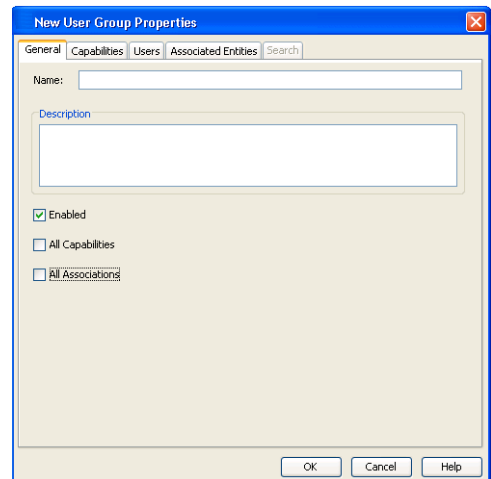 New User Group Properties
General Capabilities Users Associated Entities Search
Name:
Description
Enabled
All Capabilities
All Associations
OK Cancel Help